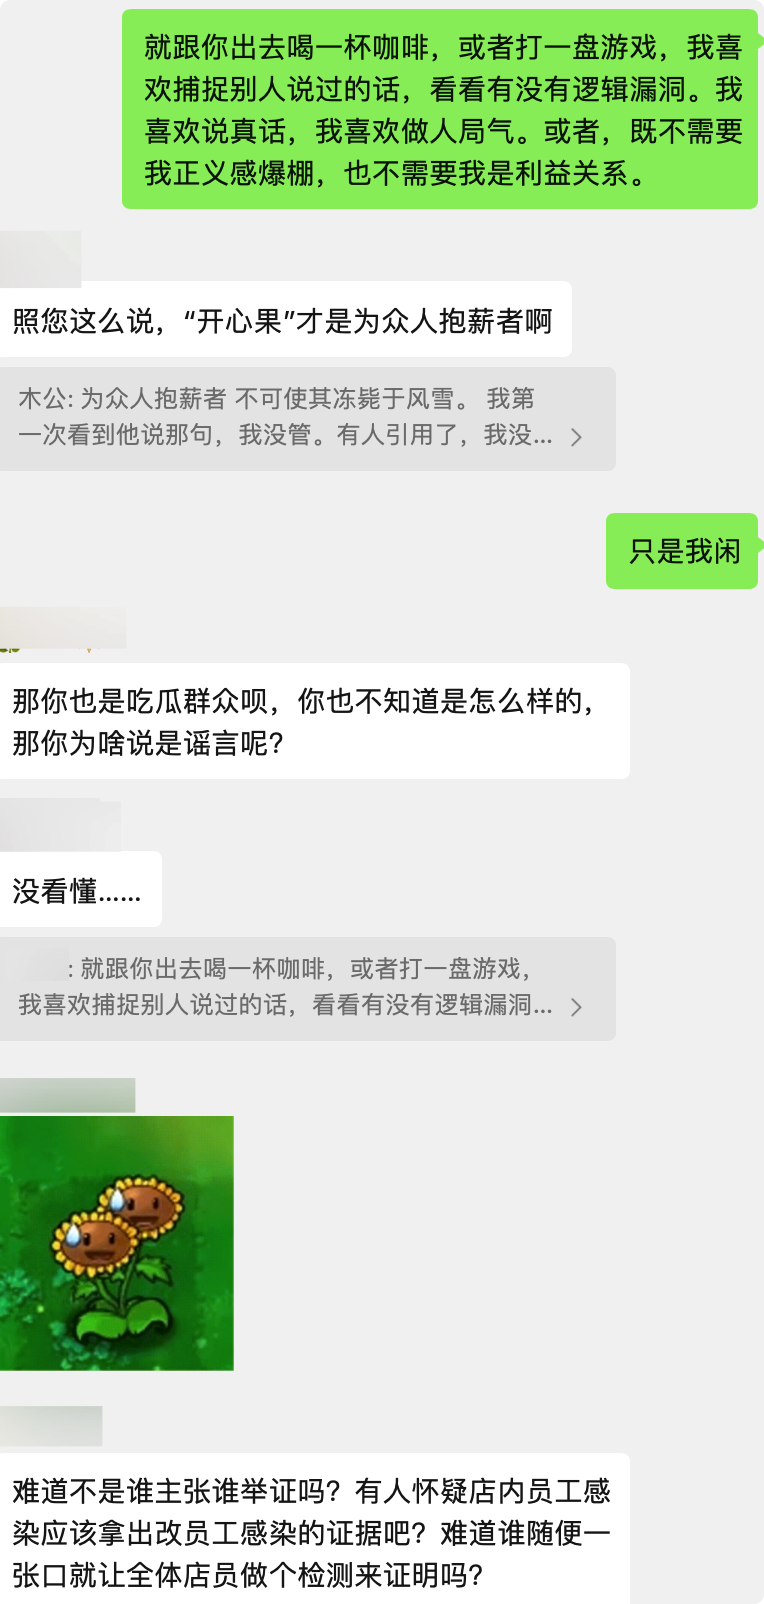 就跟你出去喝一杯咖啡，或者打一盘游戏，我喜
欢捕捉别人说过的话，看看有没有逻辑漏洞。我
喜欢说真话，我喜欢做人局气。或者，既不需要
我正义感爆棚，也不需要我是利益关系。
照您这么说，“开心果”才是为众人抱薪者啊
木公: 为众人抱薪者 不可使其冻毙于风雪。 我第
一次看到他说那句，我没管。有人引用了，我没...
只是我闲
那你也是吃瓜群众呗，你也不知道是怎么样的，
那你为啥说是谣言呢？
没看懂......
: 就跟你出去喝一杯咖啡，或者打一盘游戏，
我喜欢捕捉别人说过的话，看看有没有逻辑漏洞...
难道不是谁主张谁举证吗？有人怀疑店内员工感
染应该拿出改员工感染的证据吧？难道谁随便一
张口就让全体店员做个检测来证明吗？